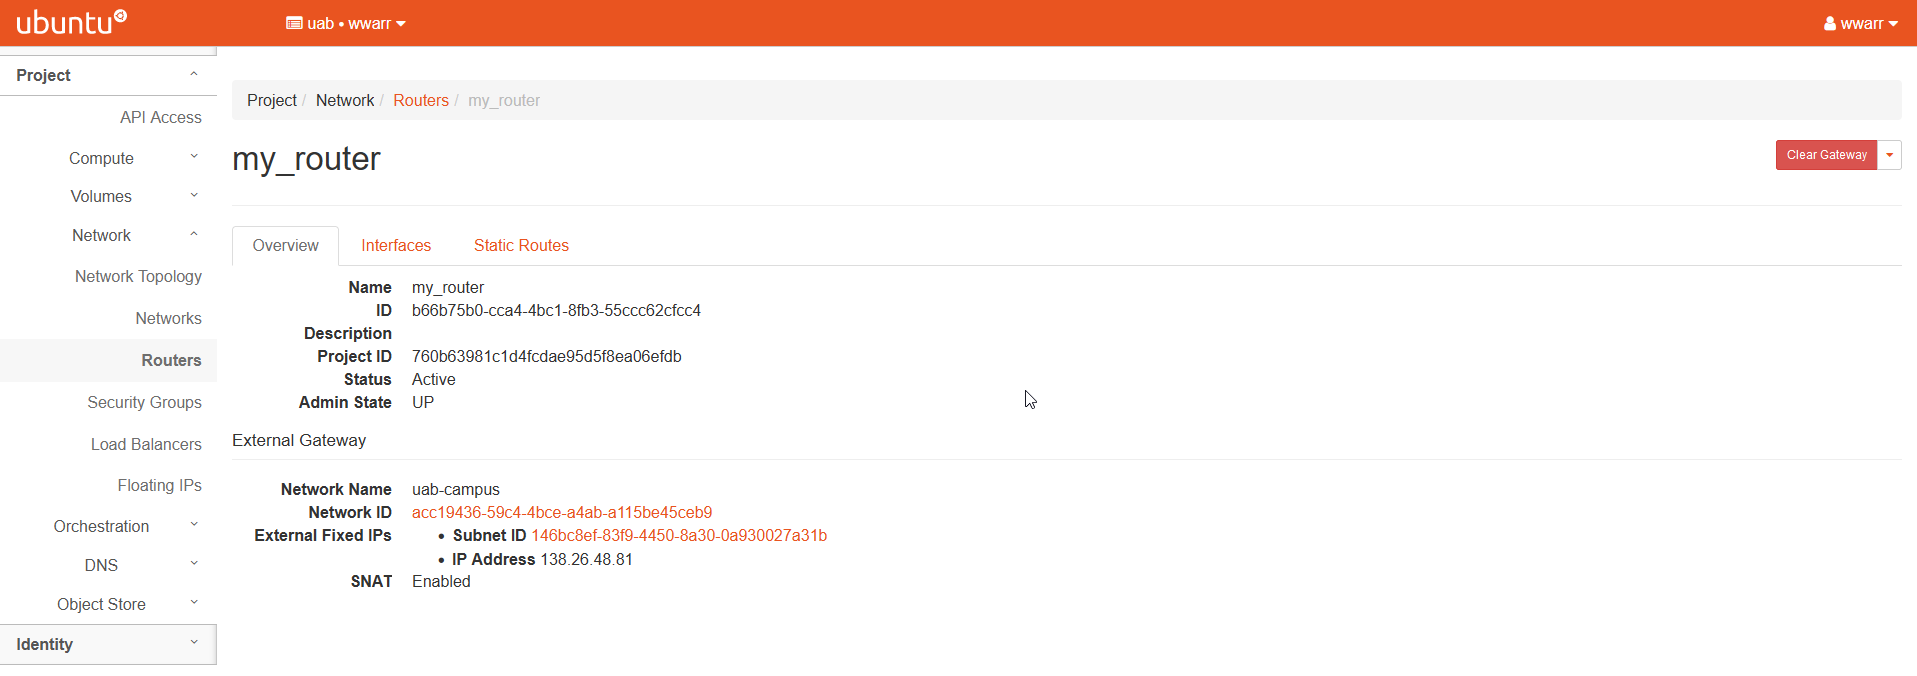 ubuntu
uab • wwarr
wwarr
Project
API Access
Compute
Volumes
Network
Network Topology
Networks
Routers
Security Groups
Load Balancers
Floating IPs
Orchestration
DNS
Object Store
Identity
Project / Network / Routers / my_router
my_router
Clear Gateway
Overview Interfaces Static Routes
Name my_router
ID b66b75b0-cca4-4bc1-8fb3-55ccc62cfcc4
Description
Project ID 760b63981c1d4fcdae95d5f8ea06efdb
Status Active
Admin State UP
External Gateway
Network Name uab-campus
Network ID acc19436-59c4-4bce-a4ab-a115be45ceb9
External Fixed IPs • Subnet ID 146bc8ef-83f9-4450-8a30-0a930027a31b
• IP Address 138.26.48.81
SNAT Enabled